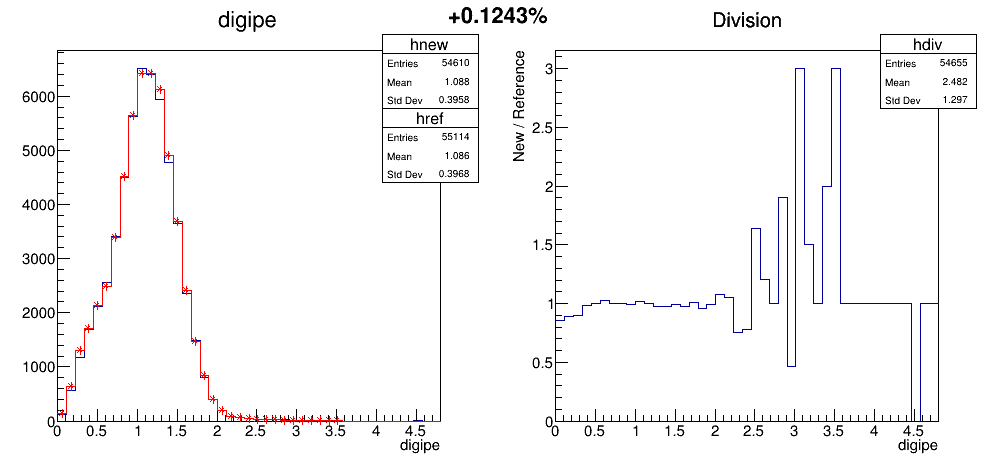 +0.1243%
digipe
hnew
Entries 54610
Mean 1.088
Std Dev 0.3958
href
Entries 55114
Mean 1.086
Std Dev 0.3968
6000
5000
4000
3000
2000
1000
0
0 0.5 1 1.5 2 2.5 3 3.5 4 4.5
digipe
Division
hdiv
Entries 54655
Mean 2.482
Std Dev 1.297
New / Reference
3
2.5
2
1.5
1
0.5
0
0 0.5 1 1.5 2 2.5 3 3.5 4 4.5
digipe